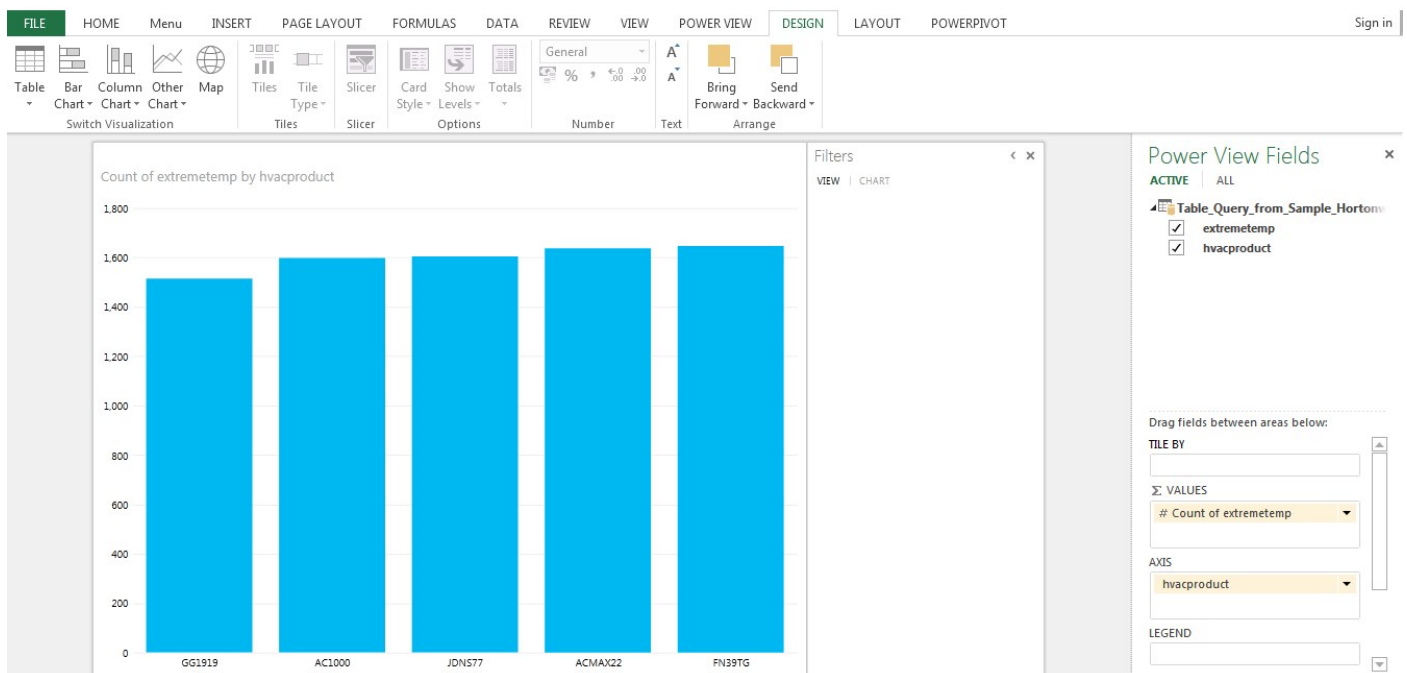 FILE HOME Menu INSERT PAGE LAYOUT FORMULAS DATA REVIEW VIEW POWER VIEW DESIGN LAYOUT POWERPIVOT Sign in
Table Bar Chart Column Chart Other Chart Map Tiles Tile Type Slicer Card Style Show Levels Totals General % , .0 .00 .00 .0 A A Bring Forward Send Backward
Switch Visualization Tiles Slicer Options Number Text Arrange
Count of extremetemp by hvacproduct
1,800
1,600
1,400
1,200
1,000
800
600
400
200
0
GG1919 AC1000 JDNS77 ACMAX22 FN39TG
Filters
VIEW CHART
Power View Fields
ACTIVE ALL
Table_Query_from_Sample_Horton
extremetemp
hvacproduct
Drag fields between areas below:
TILE BY
Σ VALUES
# Count of extremetemp
AXIS
hvacproduct
LEGEND